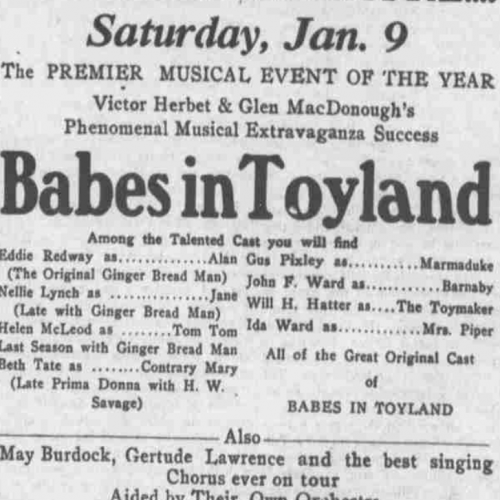 Saturday, Jan. 9
The PREMIER MUSICAL EVENT OF THE YEAR
Victor Herbet & Glen MacDonough's
Phenomenal Musical Extravaganza Success
Babes in Toyland
Among the Talented Cast you will find
Eddie Redway as.............Alan
(The Original Ginger Bread Man)
Nellie Lynch as ...............Jane
(Late with Ginger Bread Man)
Helen McLeod as ........Tom Tom
Last Season with Ginger Bread Man
Beth Tate as ........Contrary Mary
(Late Prima Donna with H. W.
Savage)
Gus Pixley as..........Marmaduke
John F. Ward as...........Barnaby
Will H. Hatter as....The Toymaker
Ida Ward as............Mrs. Piper
All of the Great Original Cast
of
BABES IN TOYLAND
Also
May Burdock, Gertude Lawrence and the best singing
Chorus ever on tour
Aided by Their Own Orchestra